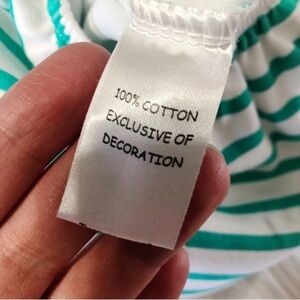 100% COTTON
EXCLUSIVE OF
DECORATION